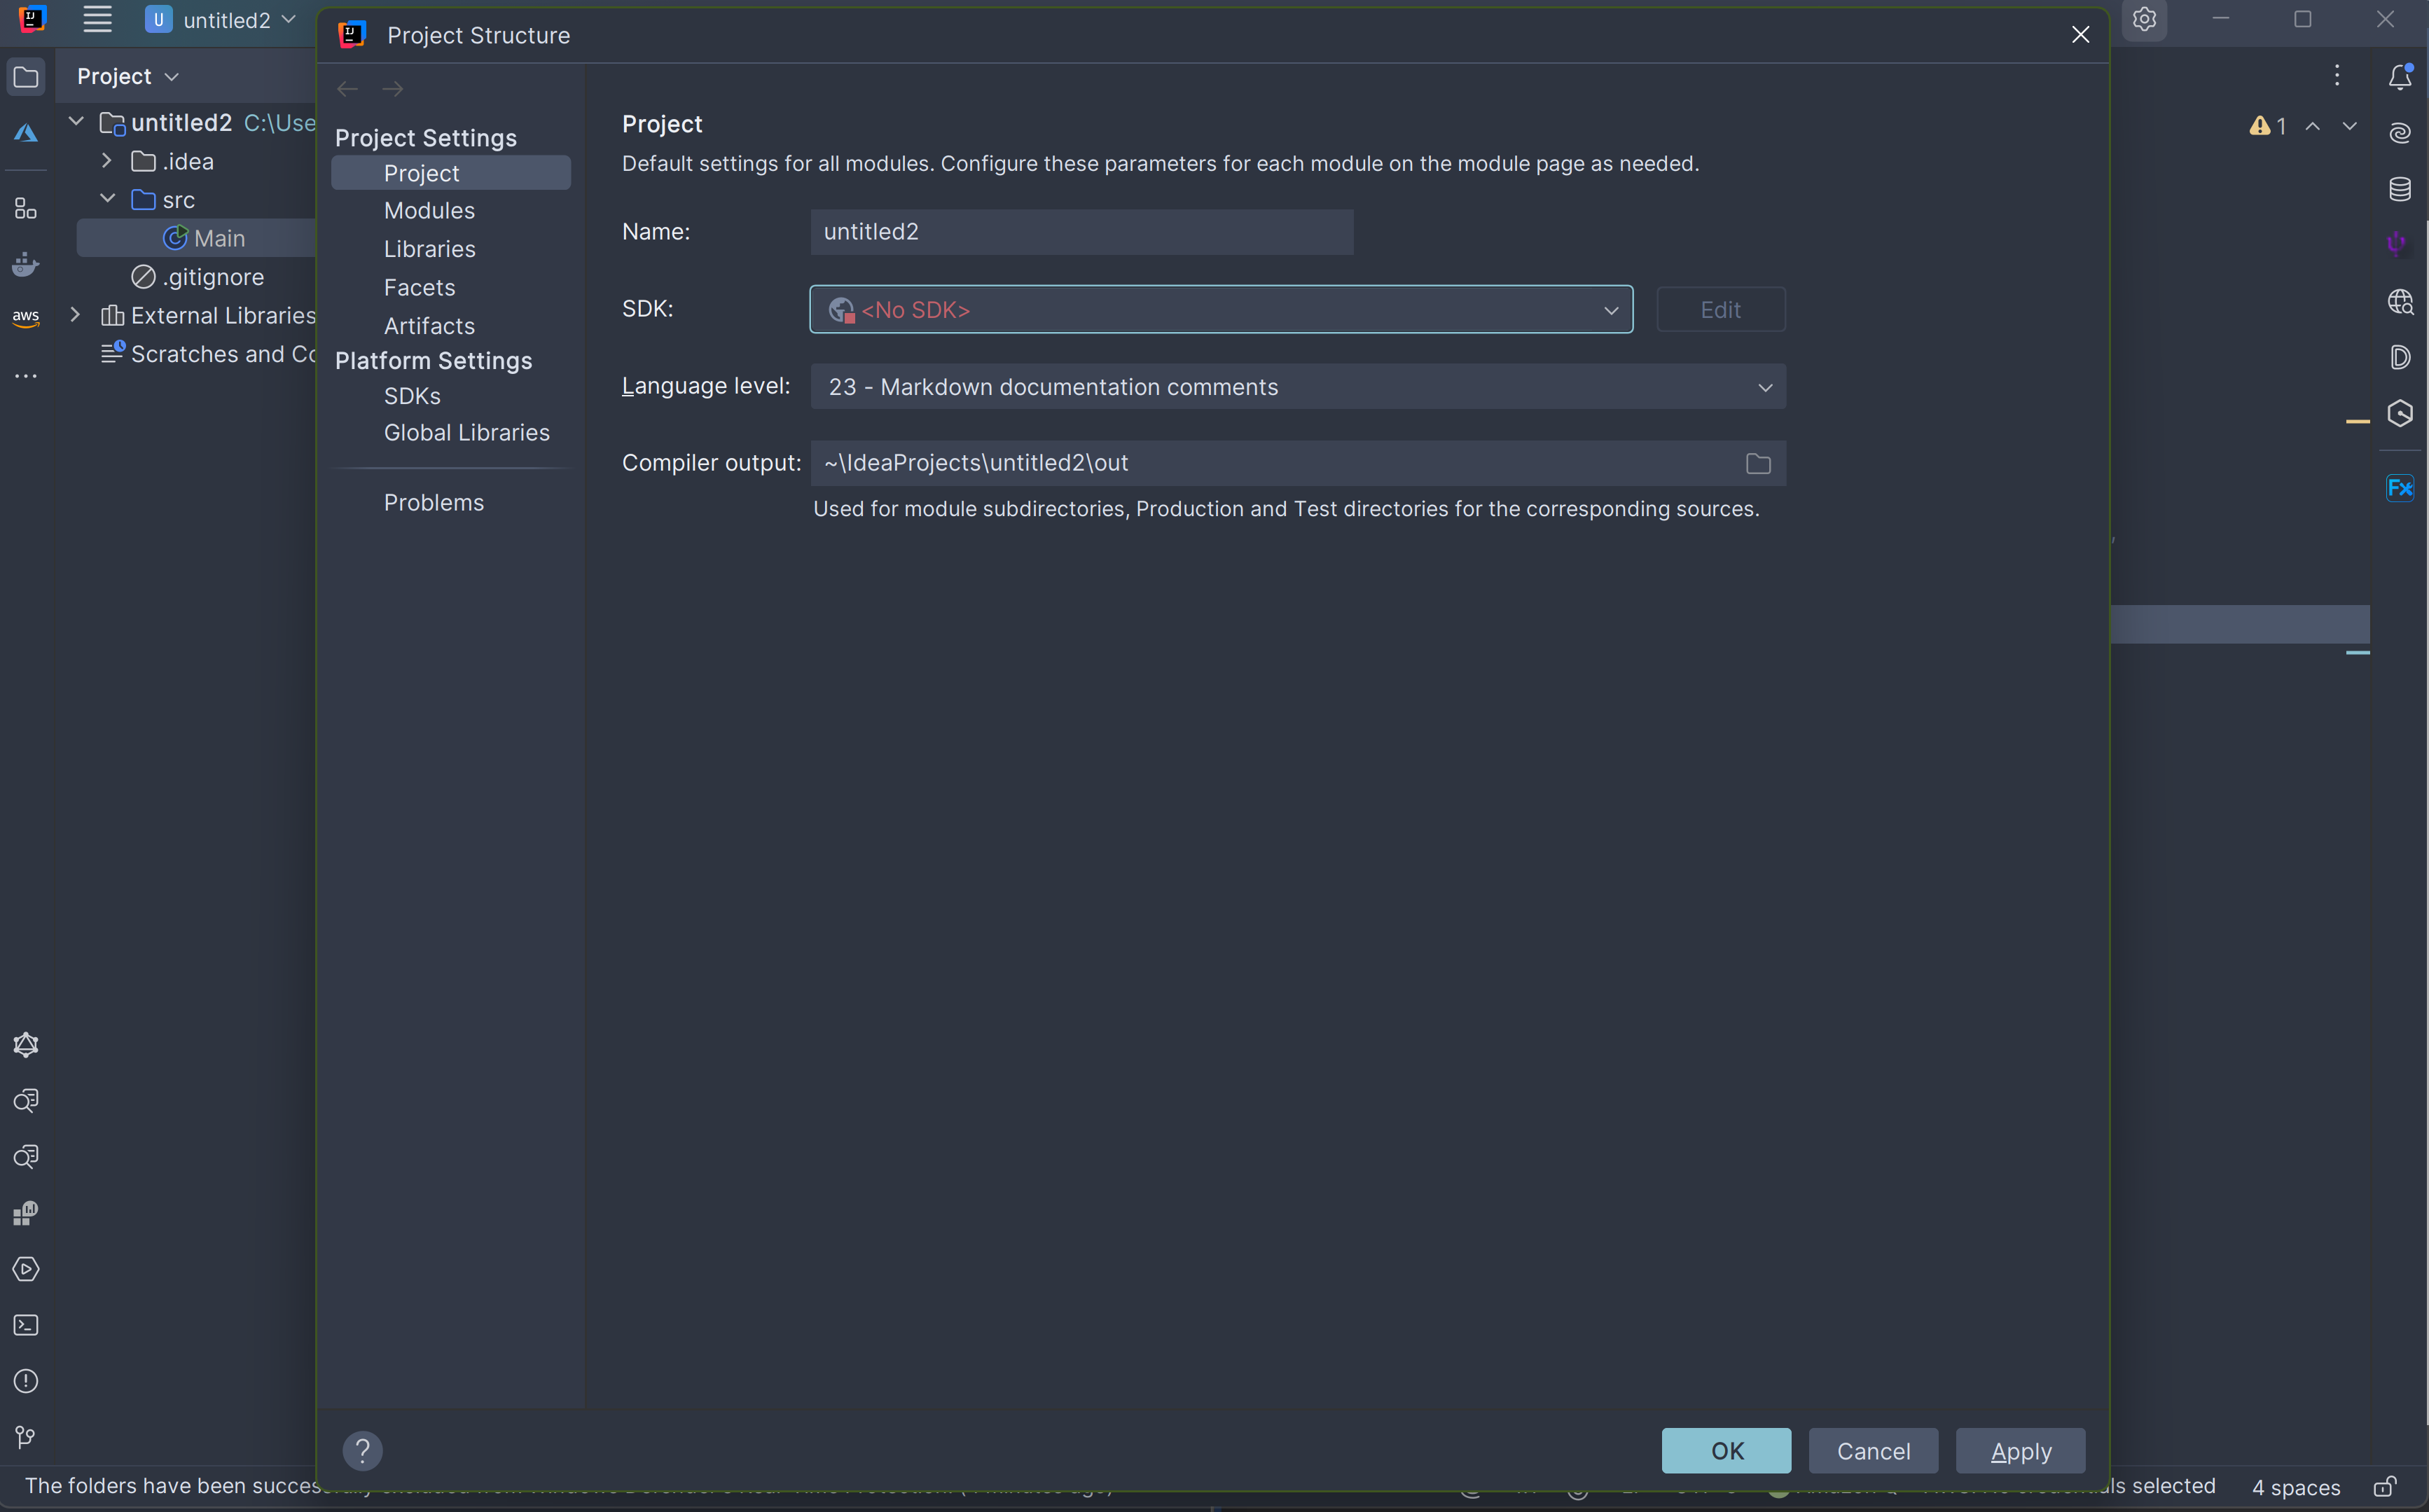 untitled2
Project Structure
Project
untitled2 C:\Use
.idea
src
Main
.gitignore
External Libraries
Scratches and Co
Project Settings
Project
Modules
Libraries
Facets
Artifacts
Platform Settings
SDKs
Global Libraries
Problems
Project
Default settings for all modules. Configure these parameters for each module on the module page as needed.
Name: untitled2
SDK: <No SDK> Edit
Language level: 23 - Markdown documentation comments
Compiler output: ~\IdeaProjects\untitled2\out
Used for module subdirectories, Production and Test directories for the corresponding sources.
1
aws
U
IJ
IJ
D
Fx
?
OK Cancel Apply
The folders have been succes
ls selected 4 spaces